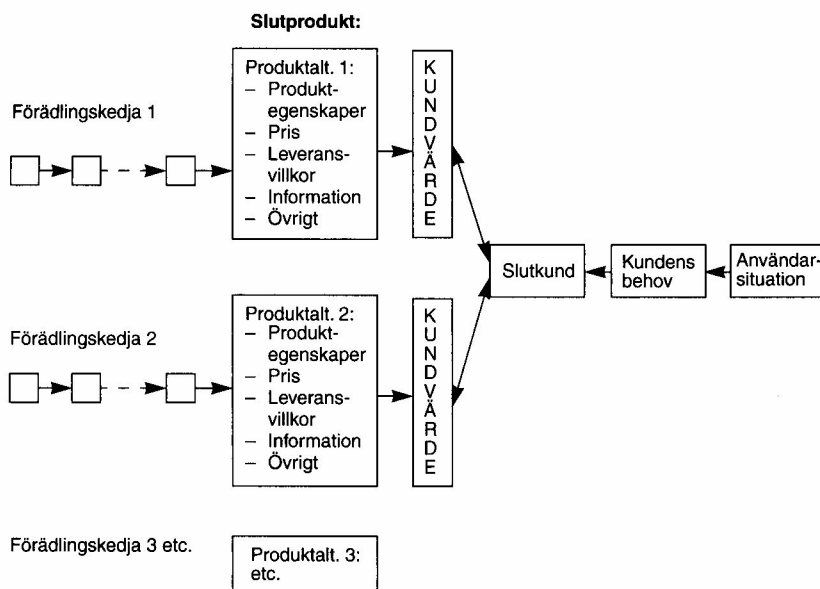 Slutprodukt:
Förädlingskedja 1
Produktalt. 1:
– Produkt-
egenskaper
– Pris
– Leverans-
villkor
– Information
– Övrigt
K
U
N
D
V
Ä
R
D
E
Slutkund
Kundens
behov
Användar-
situation
Förädlingskedja 2
Produktalt. 2:
– Produkt-
egenskaper
– Pris
– Leverans-
villkor
– Information
– Övrigt
K
U
N
D
V
Ä
R
D
E
Förädlingskedja 3 etc.
Produktalt. 3:
etc.